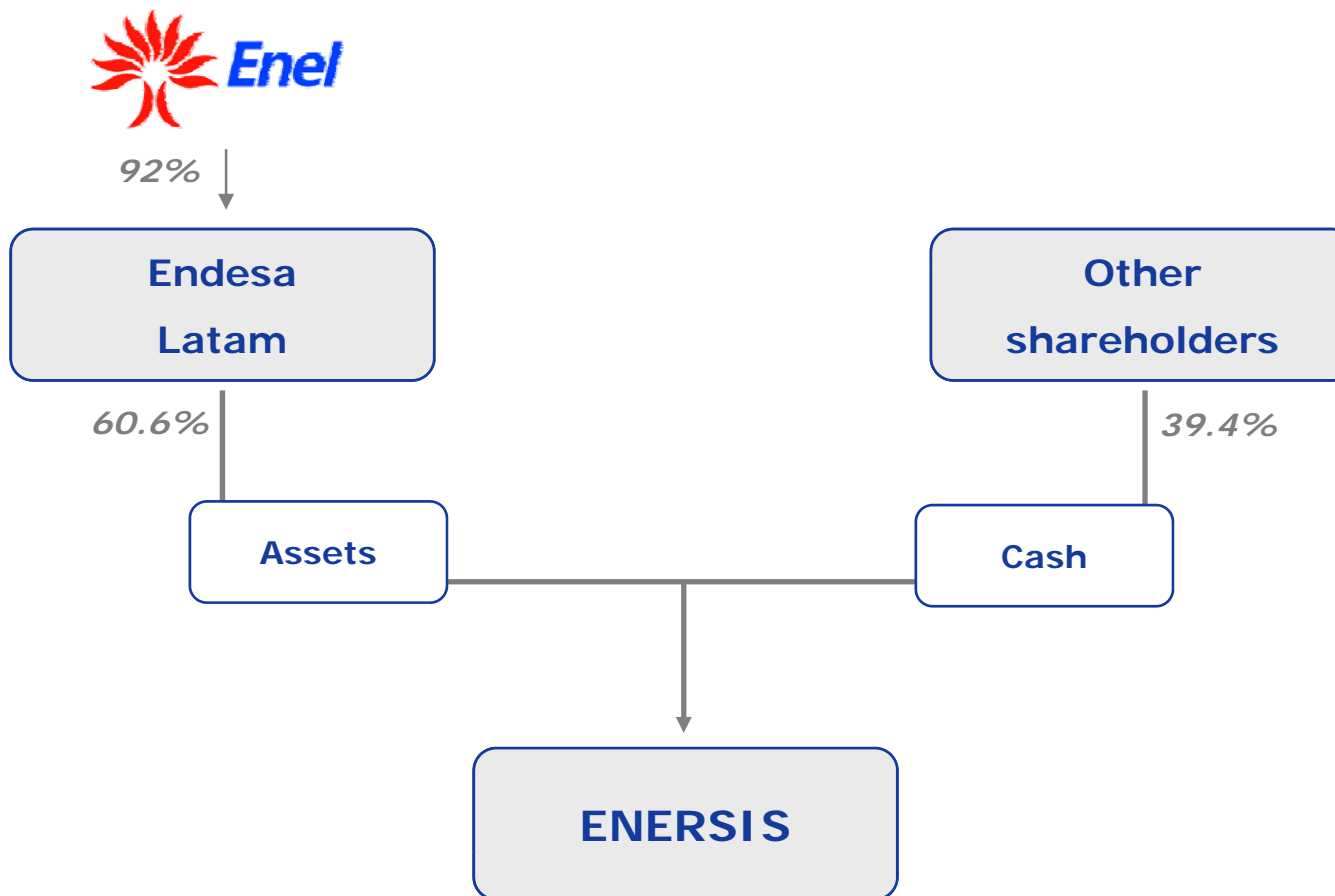 Enel
92%
Endesa
Latam
Other
shareholders
60.6%
39.4%
Assets
Cash
ENERSIS